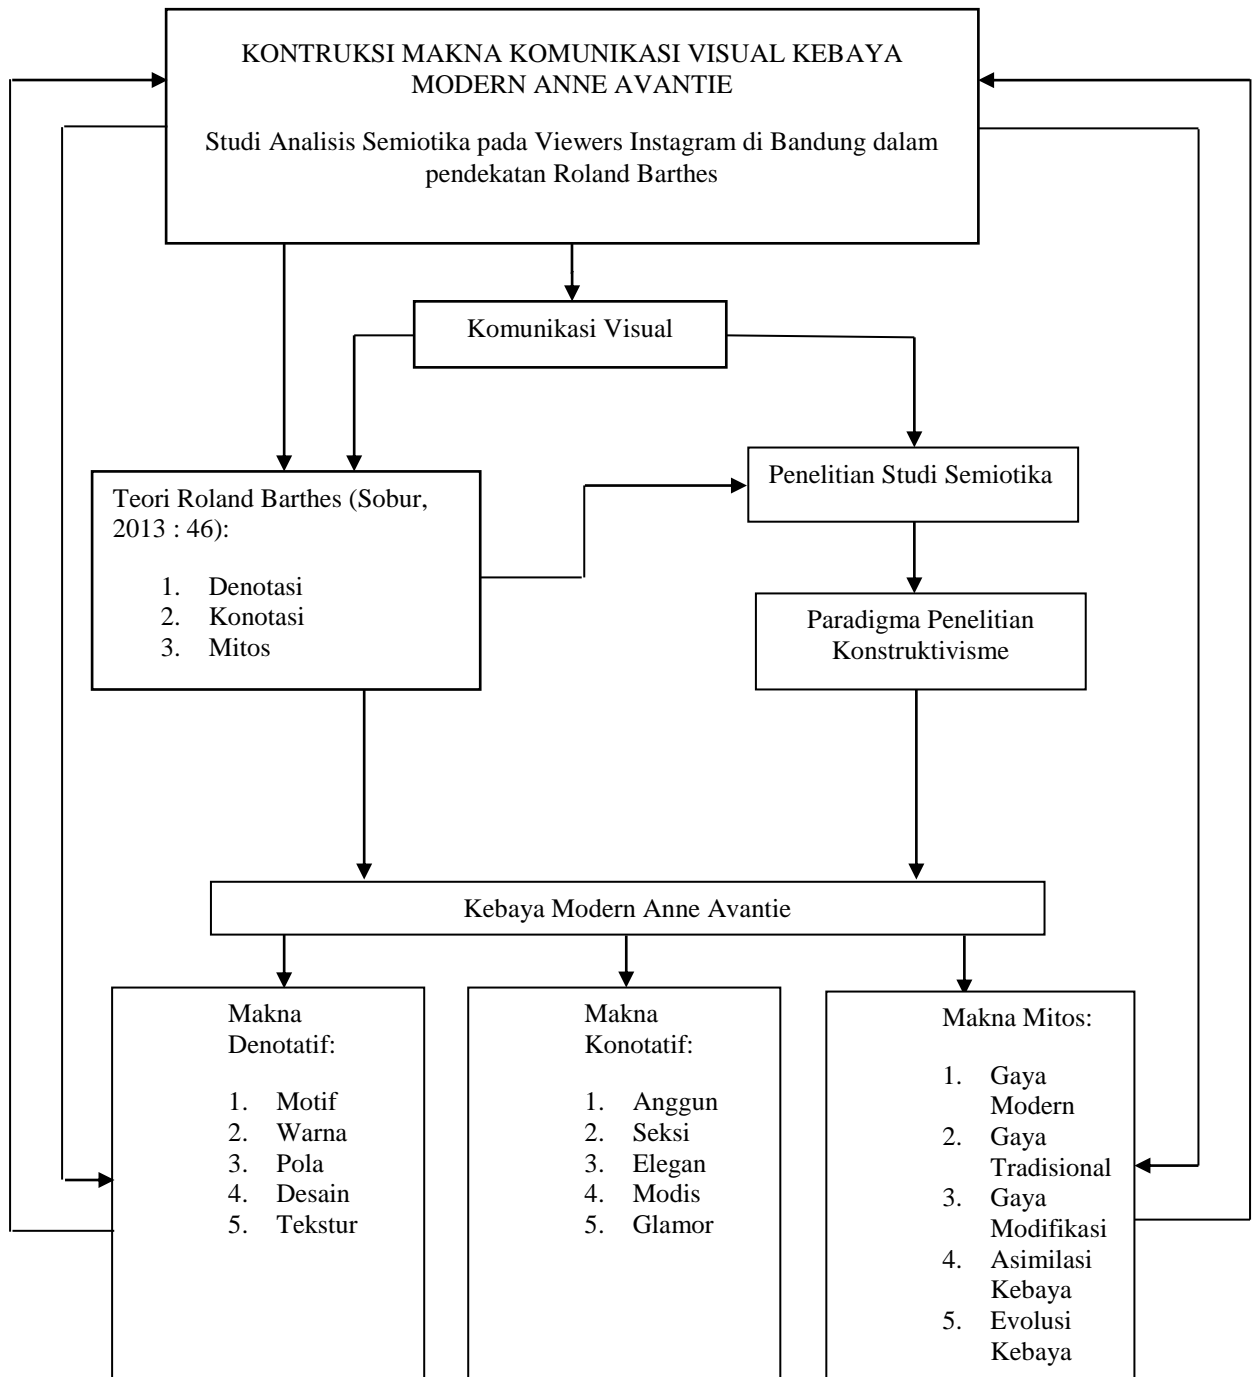 KONTRUKSI MAKNA KOMUNIKASI VISUAL KEBAYA
MODERN ANNE AVANTIE
Studi Analisis Semiotika pada Viewers Instagram di Bandung dalam
pendekatan Roland Barthes
Komunikasi Visual
Teori Roland Barthes (Sobur,
2013 : 46):
1. Denotasi
2. Konotasi
3. Mitos
Penelitian Studi Semiotika
Paradigma Penelitian
Konstruktivisme
Kebaya Modern Anne Avantie
Makna
Denotatif:
1. Motif
2. Warna
3. Pola
4. Desain
5. Tekstur
Makna
Konotatif:
1. Anggun
2. Seksi
3. Elegan
4. Modis
5. Glamor
Makna Mitos:
1. Gaya
Modern
2. Gaya
Tradisional
3. Gaya
Modifikasi
4. Asimilasi
Kebaya
5. Evolusi
Kebaya